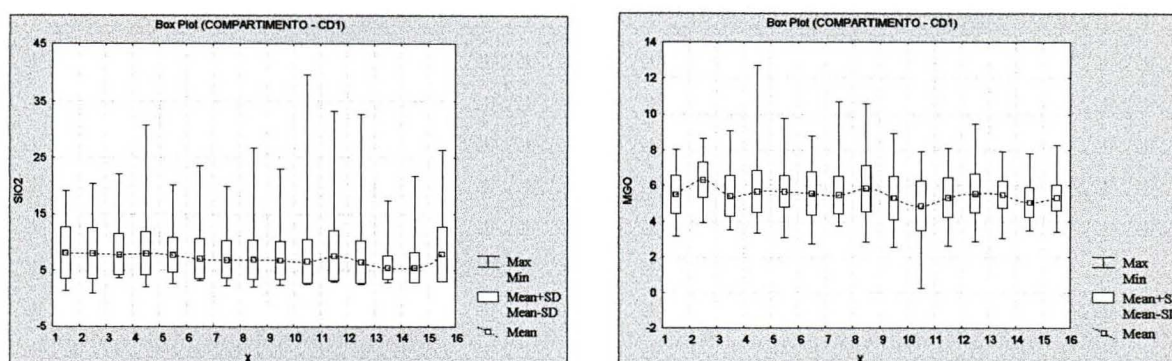 Box Plot (COMPARTIMENTO - CD1)
45
35
25
15
5
-5
SIO2
1 2 3 4 5 6 7 8 9 10 11 12 13 14 15 16
X
Max
Min
Mean+SD
Mean-SD
Mean
Box Plot (COMPARTIMENTO - CD1)
14
12
10
8
6
4
2
0
-2
MGO
1 2 3 4 5 6 7 8 9 10 11 12 13 14 15 16
Max
Min
Mean+S
Mean-S
Mean